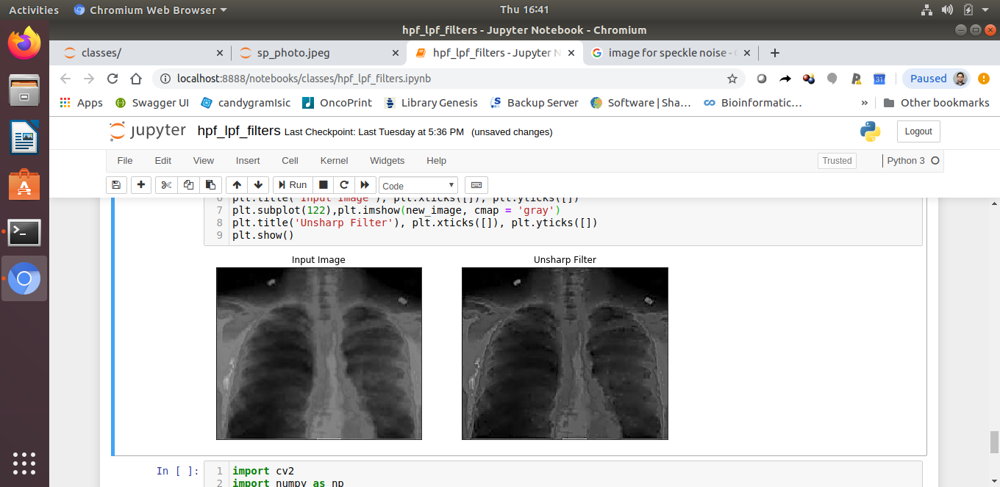 Activities Chromium Web Browser Thu 16:41
hpf_lpf_filters - Jupyter Notebook - Chromium
classes/ sp_photo.jpeg hpf_lpf_filters - Jupyter N image for speckle noise -
localhost:8888/notebooks/classes/hpf_lpf_filters.ipynb 31 Paused
Apps Swagger UI candygramIsic OncoPrint Library Genesis Backup Server Software | Sha... Bioinformatic... » Other bookmarks
jupyter hpf_lpf_filters Last Checkpoint: Last Tuesday at 5:36 PM (unsaved changes) Logout
File Edit View Insert Cell Kernel Widgets Help Trusted Python 3
Run Code
6 plt.title('Input Image'), plt.xticks([]), plt.yticks([])
7 plt.subplot(122),plt.imshow(new_image, cmap = 'gray')
8 plt.title('Unsharp Filter'), plt.xticks([]), plt.yticks([])
9 plt.show()
Input Image Unsharp Filter
In [ ]: 1 import cv2
2 import numpy as np